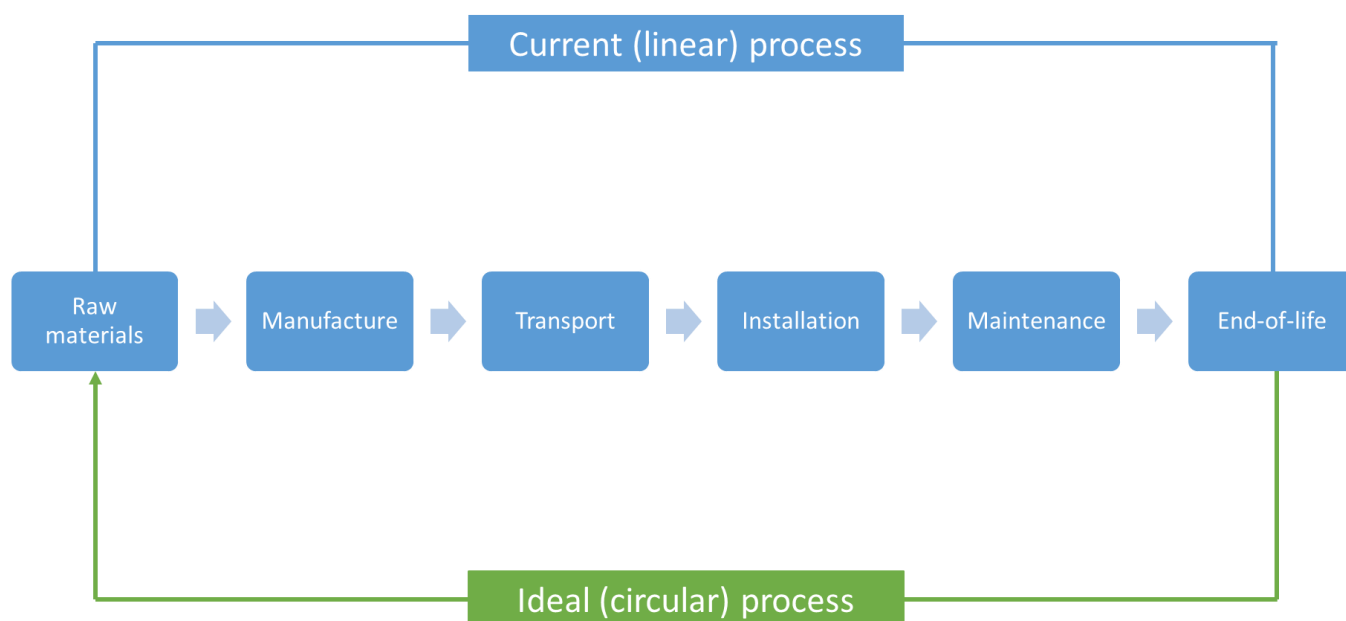 Current (linear) process
Raw
materials
Manufacture
Transport
Installation
Maintenance
End-of-life
Ideal (circular) process